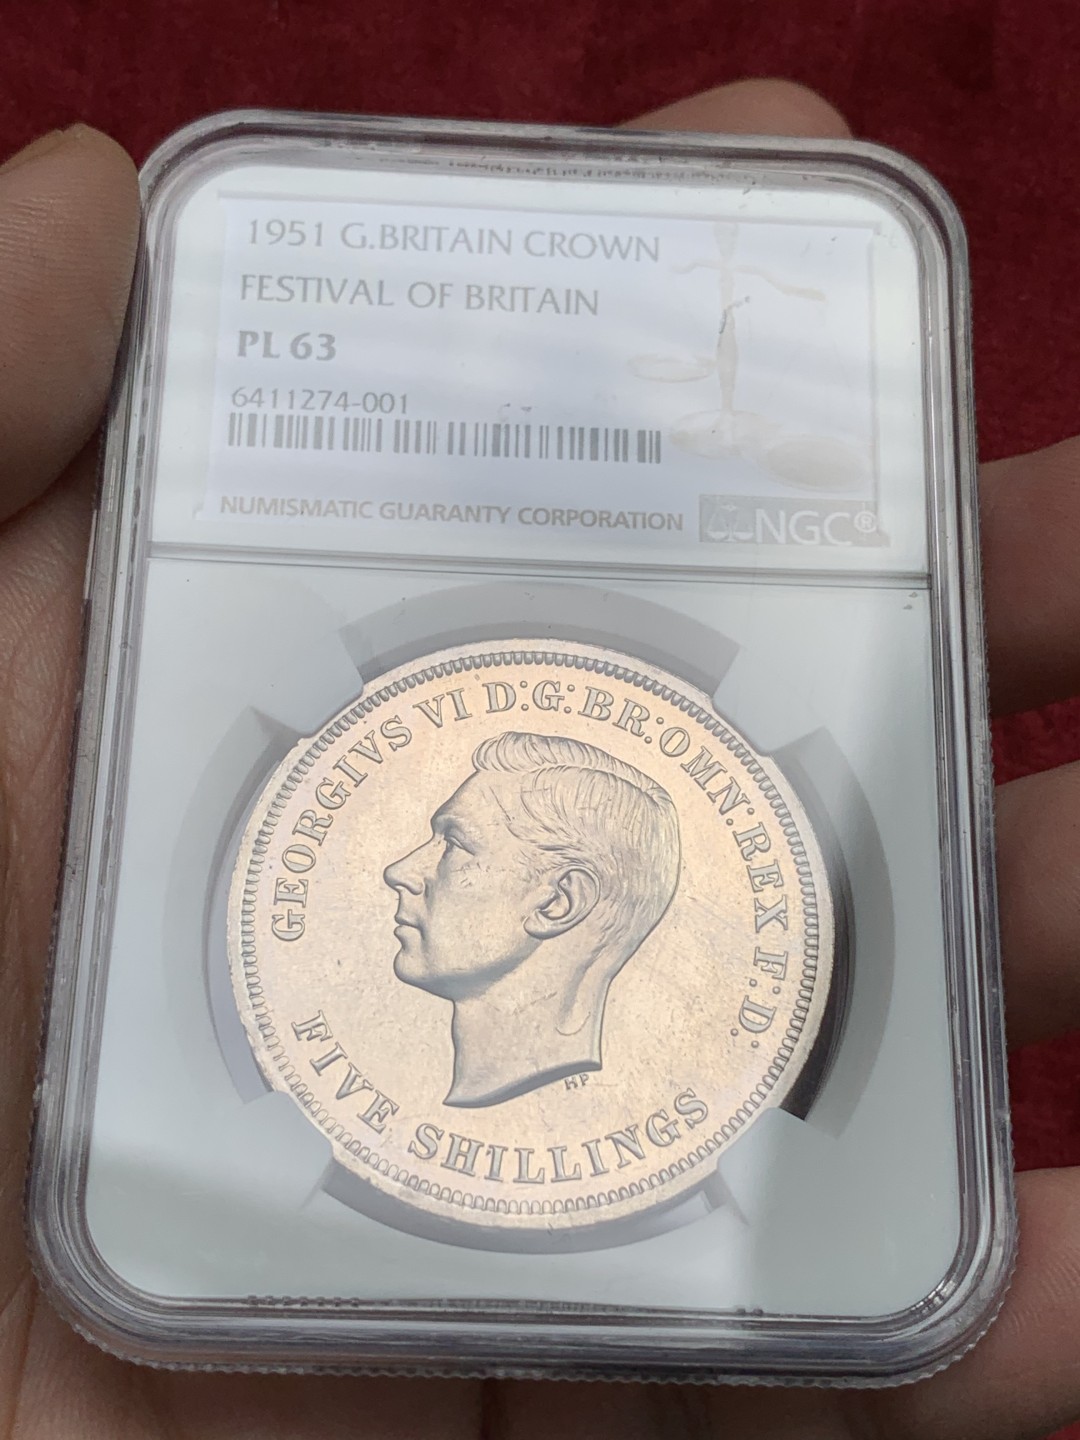 1951 G.BRITAIN CROWN
FESTIVAL OF BRITAIN
PL 63
6411274-001
NUMISMATIC GUARANTY CORPORATION NGC®
GEORGIVS VI D:G:BR:OMN:REX F:D:
HP
FIVE SHILLINGS